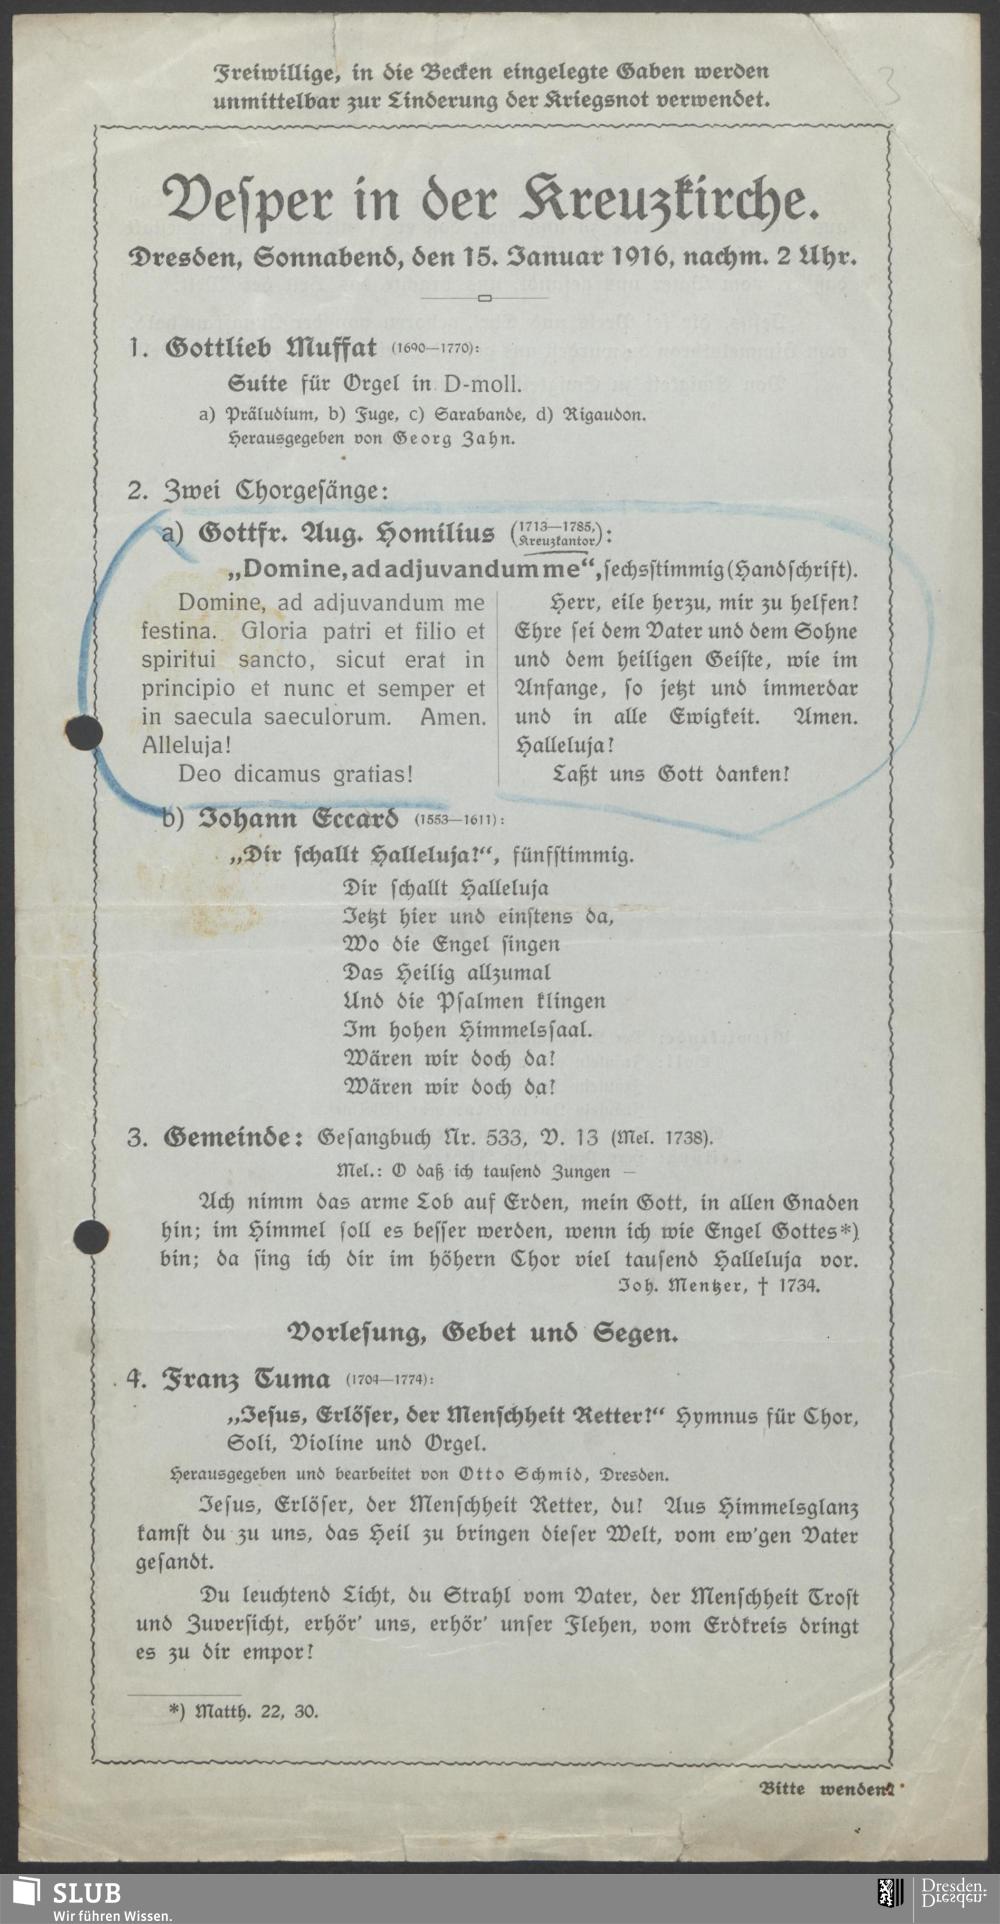 Freiwillige, in die Becken eingelegte Gaben werden
unmittelbar zur Linderung der Kriegsnot verwendet.
3
Vesper in der Kreuzkirche.
Dresden, Sonnabend, den 15. Januar 1916, nachm. 2 Uhr.
1. Gottlieb Muffat (1690—1770):
Suite für Orgel in D-moll.
a) Präludium, b) Fuge, c) Sarabande, d) Rigaudon.
Herausgegeben von Georg Zahn.
2. Zwei Chorgesänge:
a) Gottfr. Aug. Homilius (1713—1785, Kreuzkantor):
„Domine, ad adjuvandum me“, sechsstimmig (Handschrift).
Domine, ad adjuvandum me
festina. Gloria patri et filio et
spiritui sancto, sicut erat in
principio et nunc et semper et
in saecula saeculorum. Amen.
Alleluja!
Deo dicamus gratias!
Herr, eile herzu, mir zu helfen!
Ehre sei dem Vater und dem Sohne
und dem heiligen Geiste, wie im
Anfange, so jetzt und immerdar
und in alle Ewigkeit. Amen.
Halleluja!
Laßt uns Gott danken!
b) Johann Eccard (1553—1611):
„Dir schallt Halleluja!“, fünfstimmig.
Dir schallt Halleluja
Jetzt hier und einstens da,
Wo die Engel singen
Das Heilig allzumal
Und die Psalmen klingen
Im hohen Himmelssaal.
Wären wir doch da!
Wären wir doch da!
3. Gemeinde: Gesangbuch Nr. 533, V. 13 (Mel. 1738).
Mel.: O daß ich tausend Zungen —
Ach nimm das arme Lob auf Erden, mein Gott, in allen Gnaden
hin; im Himmel soll es besser werden, wenn ich wie Engel Gottes*)
bin; da sing ich dir im höhern Chor viel tausend Halleluja vor.
Joh. Mentzer, † 1734.
Vorlesung, Gebet und Segen.
4. Franz Tuma (1704—1774):
„Jesus, Erlöser, der Menschheit Retter!“ Hymnus für Chor,
Soli, Violine und Orgel.
Herausgegeben und bearbeitet von Otto Schmid, Dresden.
Jesus, Erlöser, der Menschheit Retter, du! Aus Himmelsglanz
kamst du zu uns, das Heil zu bringen dieser Welt, vom ew'gen Vater
gesandt.
Du leuchtend Licht, du Strahl vom Vater, der Menschheit Trost
und Zuversicht, erhör' uns, erhör' unser Flehen, vom Erdkreis dringt
es zu dir empor!
*) Matth. 22, 30.
Bitte wenden!
SLUB
Wir führen Wissen.
Dresden.
Dresden.